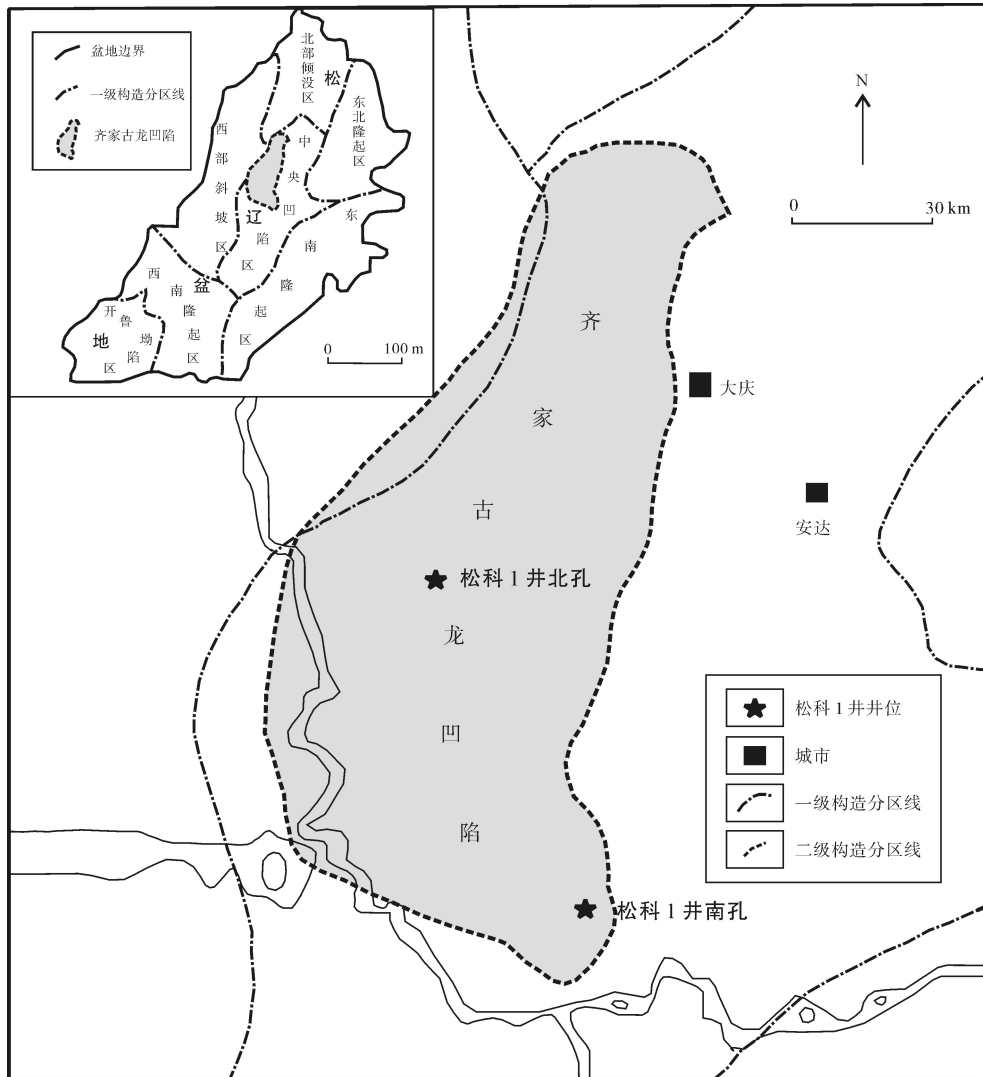 盆地边界
一级构造分区线
齐家古龙凹陷
北部倾没区
松
东北隆起区
西部斜坡区
中央凹陷区
辽
东南隆起区
西南隆起区
盆
开鲁坳陷区
地
0 100 m
N
0 30 km
齐家古龙凹陷
大庆
安达
松科1井北孔
松科1井南孔
松科1井井位
城市
一级构造分区线
二级构造分区线